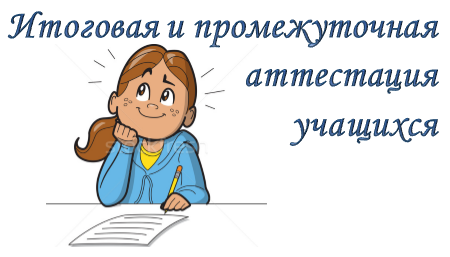 Итоговая и промежуточная
аттестация
учащихся